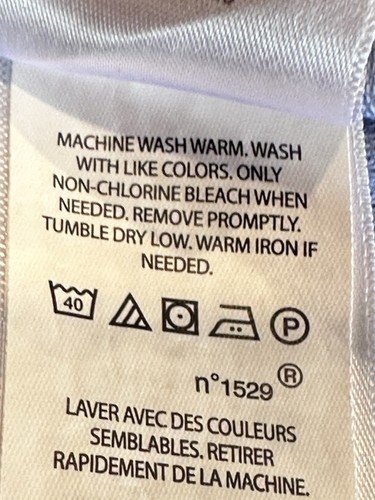 MACHINE WASH WARM. WASH
WITH LIKE COLORS. ONLY
NON-CHLORINE BLEACH WHEN
NEEDED. REMOVE PROMPTLY.
TUMBLE DRY LOW. WARM IRON IF
NEEDED.
40 P
n°1529 ®
LAVER AVEC DES COULEURS
SEMBLABLES. RETIRER
RAPIDEMENT DE LA MACHINE.